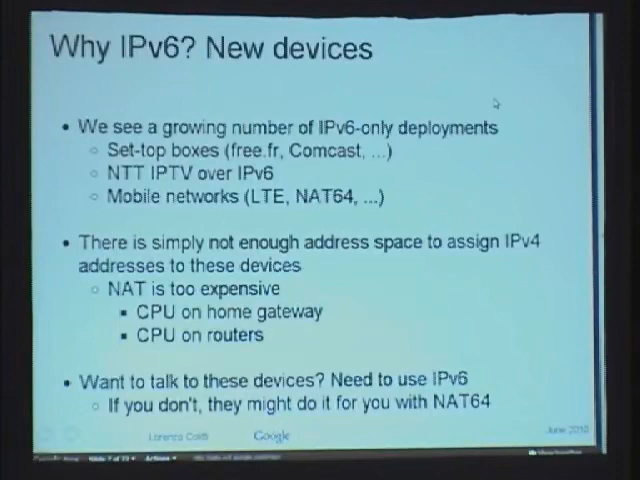 Why IPv6? New devices
• We see a growing number of IPv6-only deployments
○ Set-top boxes (free.fr, Comcast, ...)
○ NTT IPTV over IPv6
○ Mobile networks (LTE, NAT64, ...)
• There is simply not enough address space to assign IPv4
addresses to these devices
○ NAT is too expensive
▪ CPU on home gateway
▪ CPU on routers
• Want to talk to these devices? Need to use IPv6
○ If you don't, they might do it for you with NAT64
Lorenzo Colitti Google June 2010